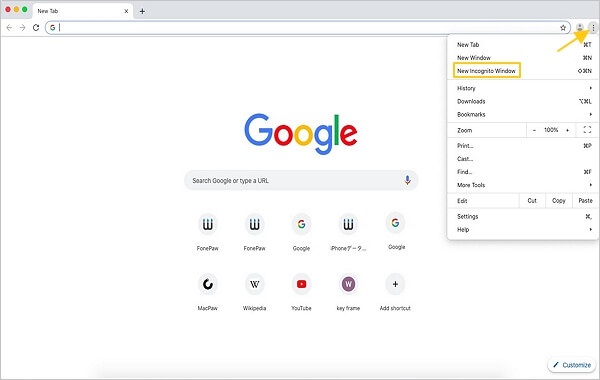 New Tab
Google
Search Google or type a URL
FonePaw
FonePaw
Google
iPhoneデータ...
Google
MacPaw
Wikipedia
YouTube
key frame
Add shortcut
W
W
New Tab ⌘T
New Window ⌘N
New Incognito Window ⇧⌘N
History
Downloads ⌥⌘L
Bookmarks
Zoom - 100% +
Print... ⌘P
Cast...
Find... ⌘F
More Tools
Edit Cut Copy Paste
Settings ⌘,
Help
Customize